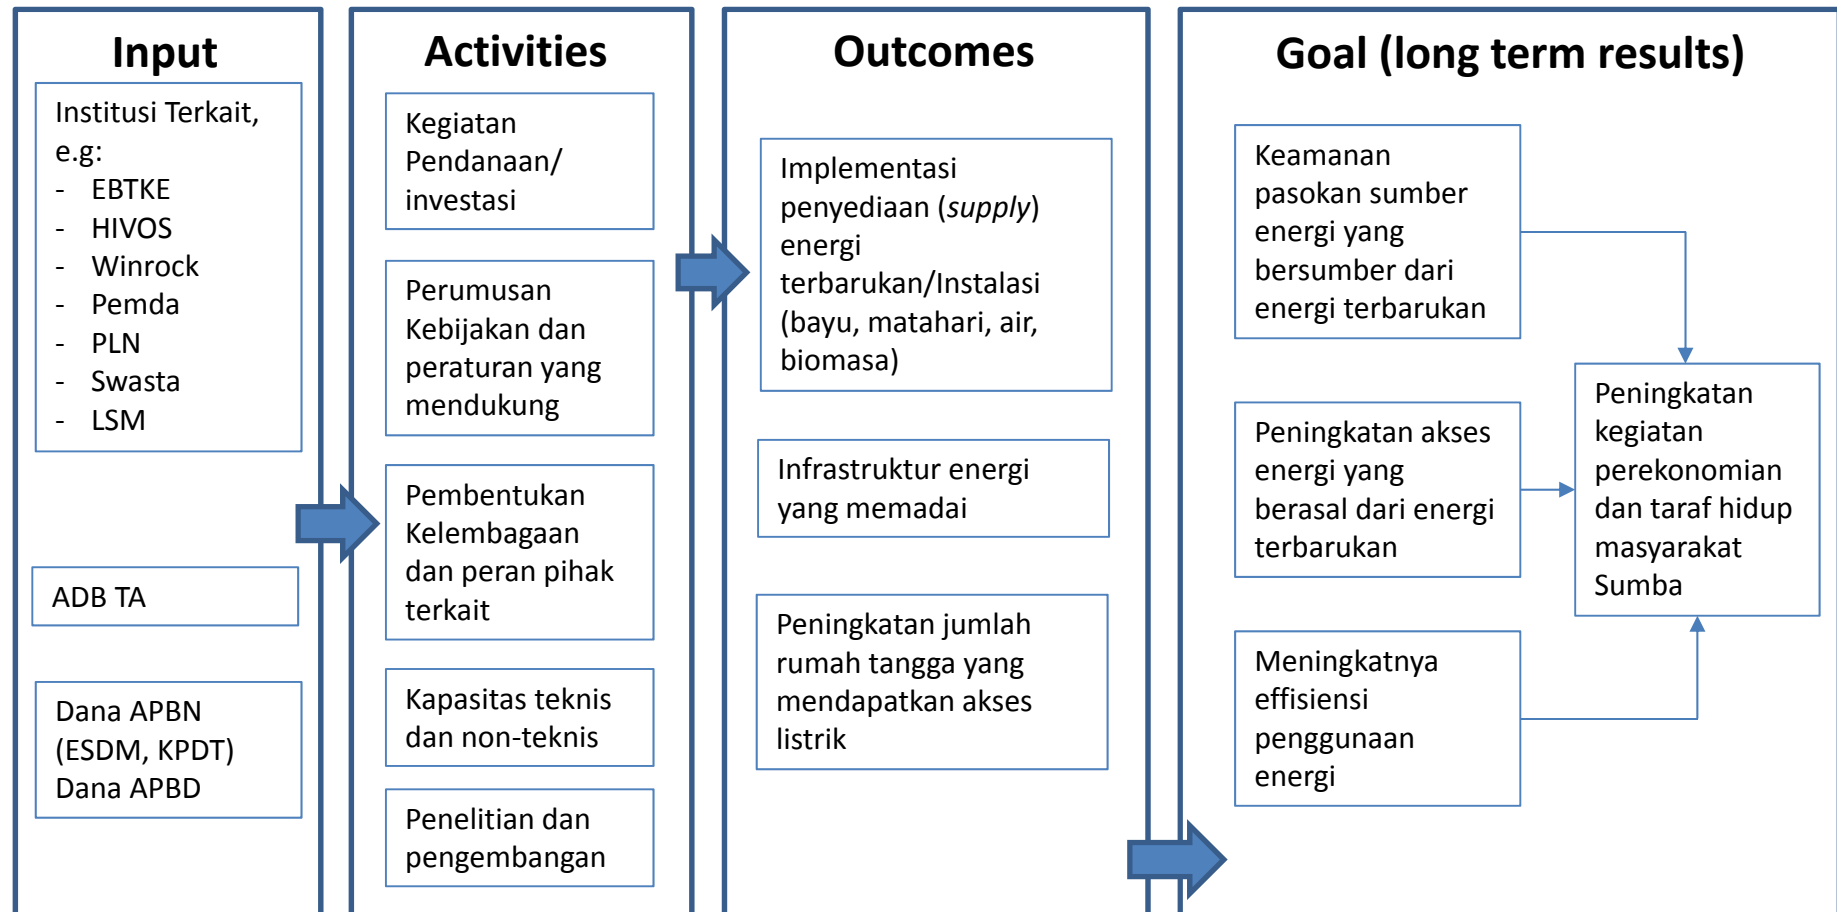 Input
Institusi Terkait,
e.g:
- EBTKE
- HIVOS
- Winrock
- Pemda
- PLN
- Swasta
- LSM
ADB TA
Dana APBN
(ESDM, KPDT)
Dana APBD
Activities
Kegiatan
Pendanaan/
investasi
Perumusan
Kebijakan dan
peraturan yang
mendukung
Pembentukan
Kelembagaan
dan peran pihak
terkait
Kapasitas teknis
dan non-teknis
Penelitian dan
pengembangan
Outcomes
Implementasi
penyediaan (supply)
energi
terbarukan/Instalasi
(bayu, matahari, air,
biomasa)
Infrastruktur energi
yang memadai
Peningkatan jumlah
rumah tangga yang
mendapatkan akses
listrik
Goal (long term results)
Keamanan
pasokan sumber
energi yang
bersumber dari
energi terbarukan
Peningkatan akses
energi yang
berasal dari energi
terbarukan
Meningkatnya
effisiensi
penggunaan
energi
Peningkatan
kegiatan
perekonomian
dan taraf hidup
masyarakat
Sumba